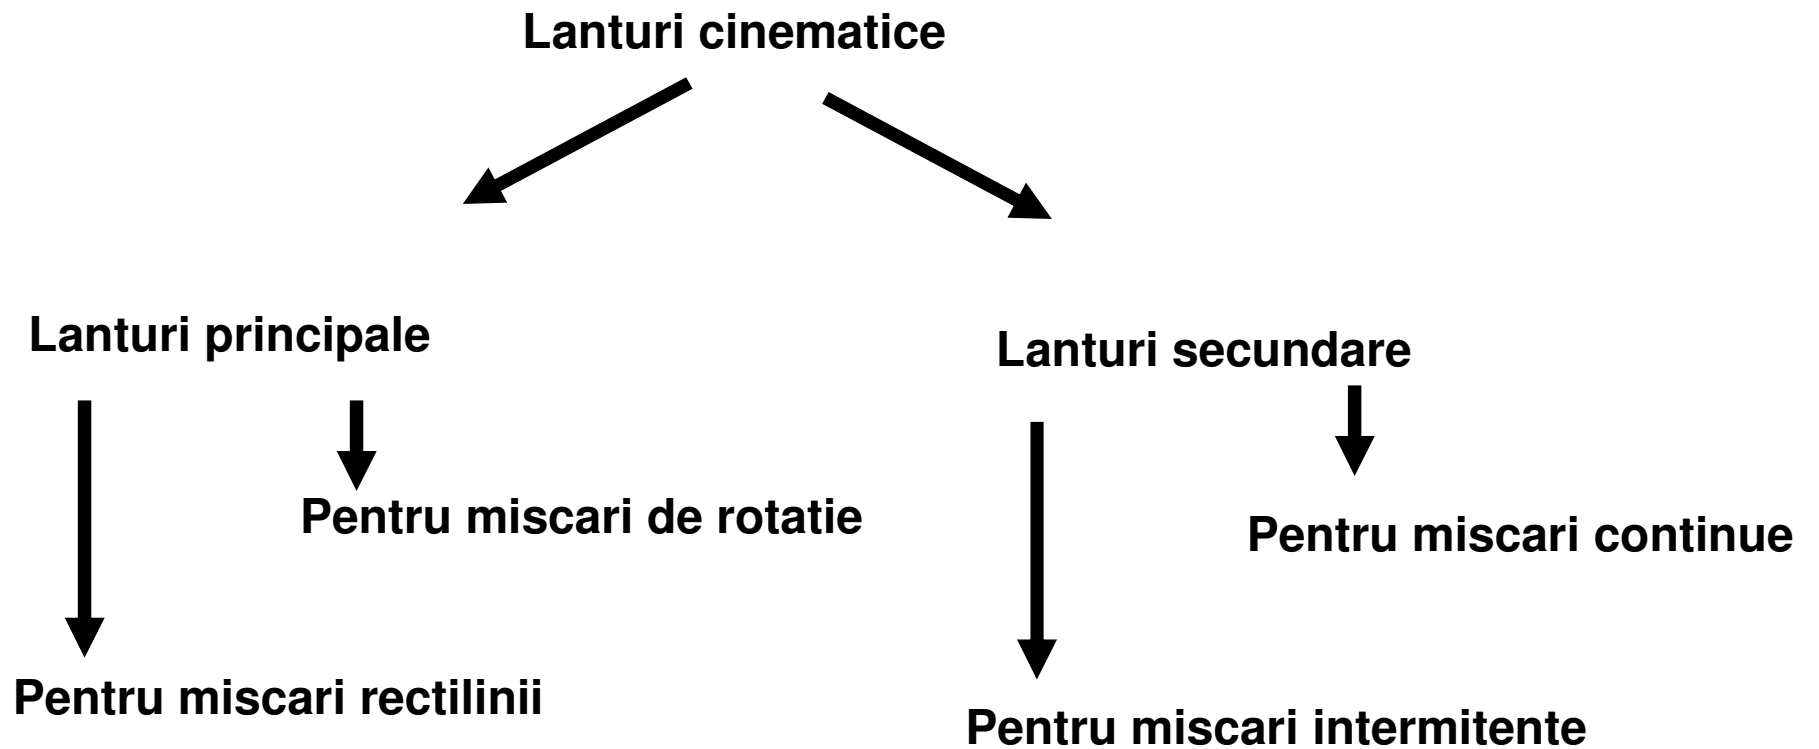 Lanturi cinematice
Lanturi principale
Lanturi secundare
Pentru miscari de rotatie
Pentru miscari continue
Pentru miscari rectilinii
Pentru miscari intermitente